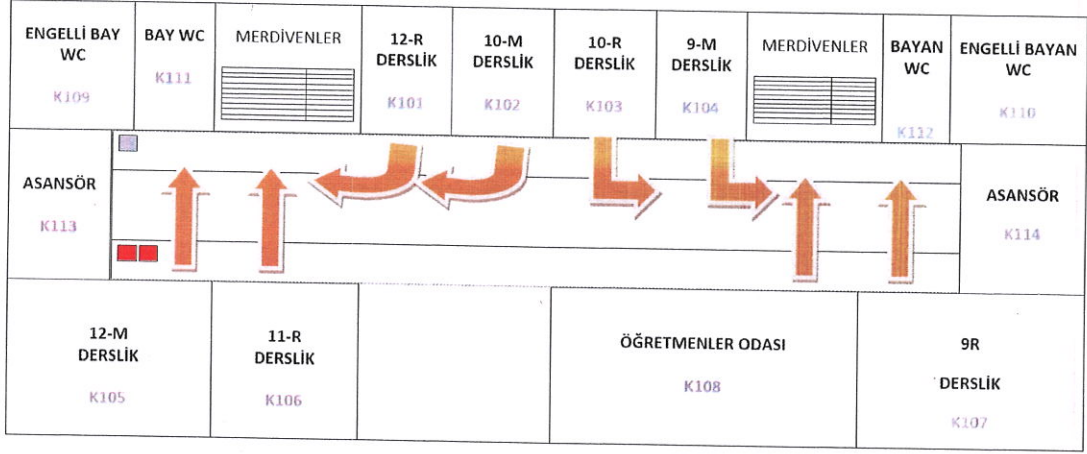 ENGELLİ BAY
WC
K109
BAY WC
K111
MERDİVENLER
12-R
DERSLİK
K101
10-M
DERSLİK
K102
10-R
DERSLİK
K103
9-M
DERSLİK
K104
MERDİVENLER
BAYAN
WC
K112
ENGELLİ BAYAN
WC
K110
ASANSÖR
K113
ASANSÖR
K114
12-M
DERSLİK
K105
11-R
DERSLİK
K106
ÖĞRETMENLER ODASI
K108
9R
DERSLİK
K107